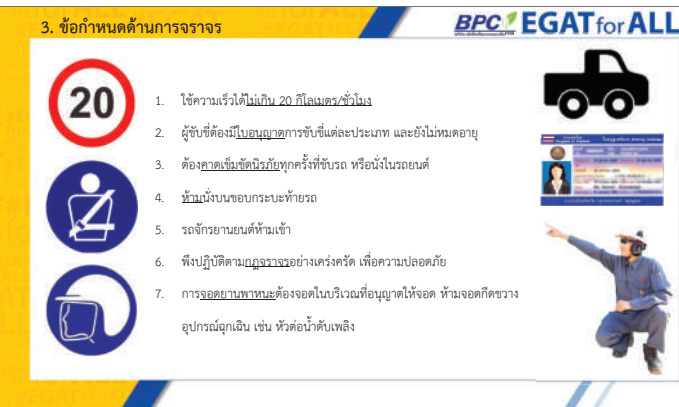 3. ข้อกำหนดด้านการจราจร
BPC EGAT for ALL
20
1. ใช้ความเร็วได้ไม่เกิน 20 กิโลเมตร/ชั่วโมง
2. ผู้ขับขี่ต้องมีใบอนุญาตการขับขี่แต่ละประเภท และยังไม่หมดอายุ
3. ต้องคาดเข็มขัดนิรภัยทุกครั้งที่ขับรถ หรือนั่งในรถยนต์
4. ห้ามนั่งบนขอบกระบะท้ายรถ
5. รถจักรยานยนต์ห้ามเข้า
6. พึงปฏิบัติตามกฎจราจรอย่างเคร่งครัด เพื่อความปลอดภัย
7. การจอดยานพาหนะต้องจอดในบริเวณที่อนุญาตให้จอด ห้ามจอดกีดขวาง
อุปกรณ์ฉุกเฉิน เช่น หัวต่อน้ำดับเพลิง